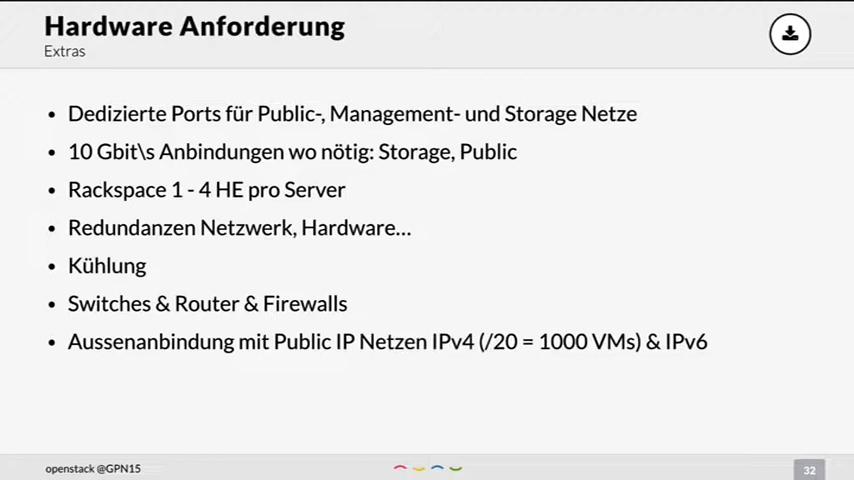 Hardware Anforderung
Extras
Dedizierte Ports für Public-, Management- und Storage Netze
10 Gbit\s Anbindungen wo nötig: Storage, Public
Rackspace 1 - 4 HE pro Server
Redundanzen Netzwerk, Hardware...
Kühlung
Switches & Router & Firewalls
Aussenanbindung mit Public IP Netzen IPv4 (/20 = 1000 VMs) & IPv6
openstack @GPN15
32